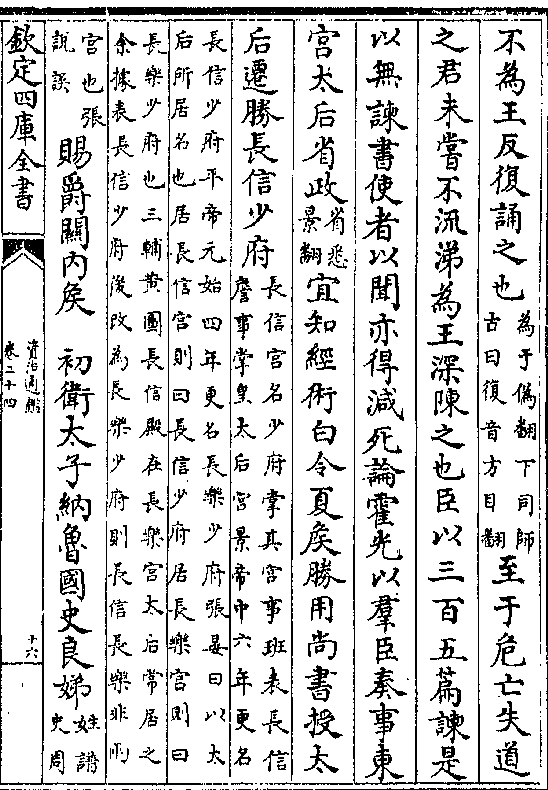 不為王反復誦之也為于偽翻下同師古曰復音方目翻至于危亡失道
之君未嘗不流涕為王深陳之也臣以三百五篇諫是
以無諫書使者以聞亦得減死論霍光以羣臣奏事東
宮太后省政省悉景翻宜知經術白令夏侯勝用尚書授太
后遷勝長信少府長信宮名少府掌其宮事班表長信詹事掌皇太后宮景帝中六年更名
長信少府平帝元始四年更名長樂少府張晏曰以太后所居名也居長信宮則曰長信少府居長樂宮則曰
長樂少府也三輔黄圖長信殿在長樂宮太后常居之余據表長信少府後改為長樂少府則長信長樂非兩
宮也張説誤賜爵關内侯　初衛太子納魯國史良娣姓譜史周
欽定四庫全書
資治通鑑
卷二十四
十六